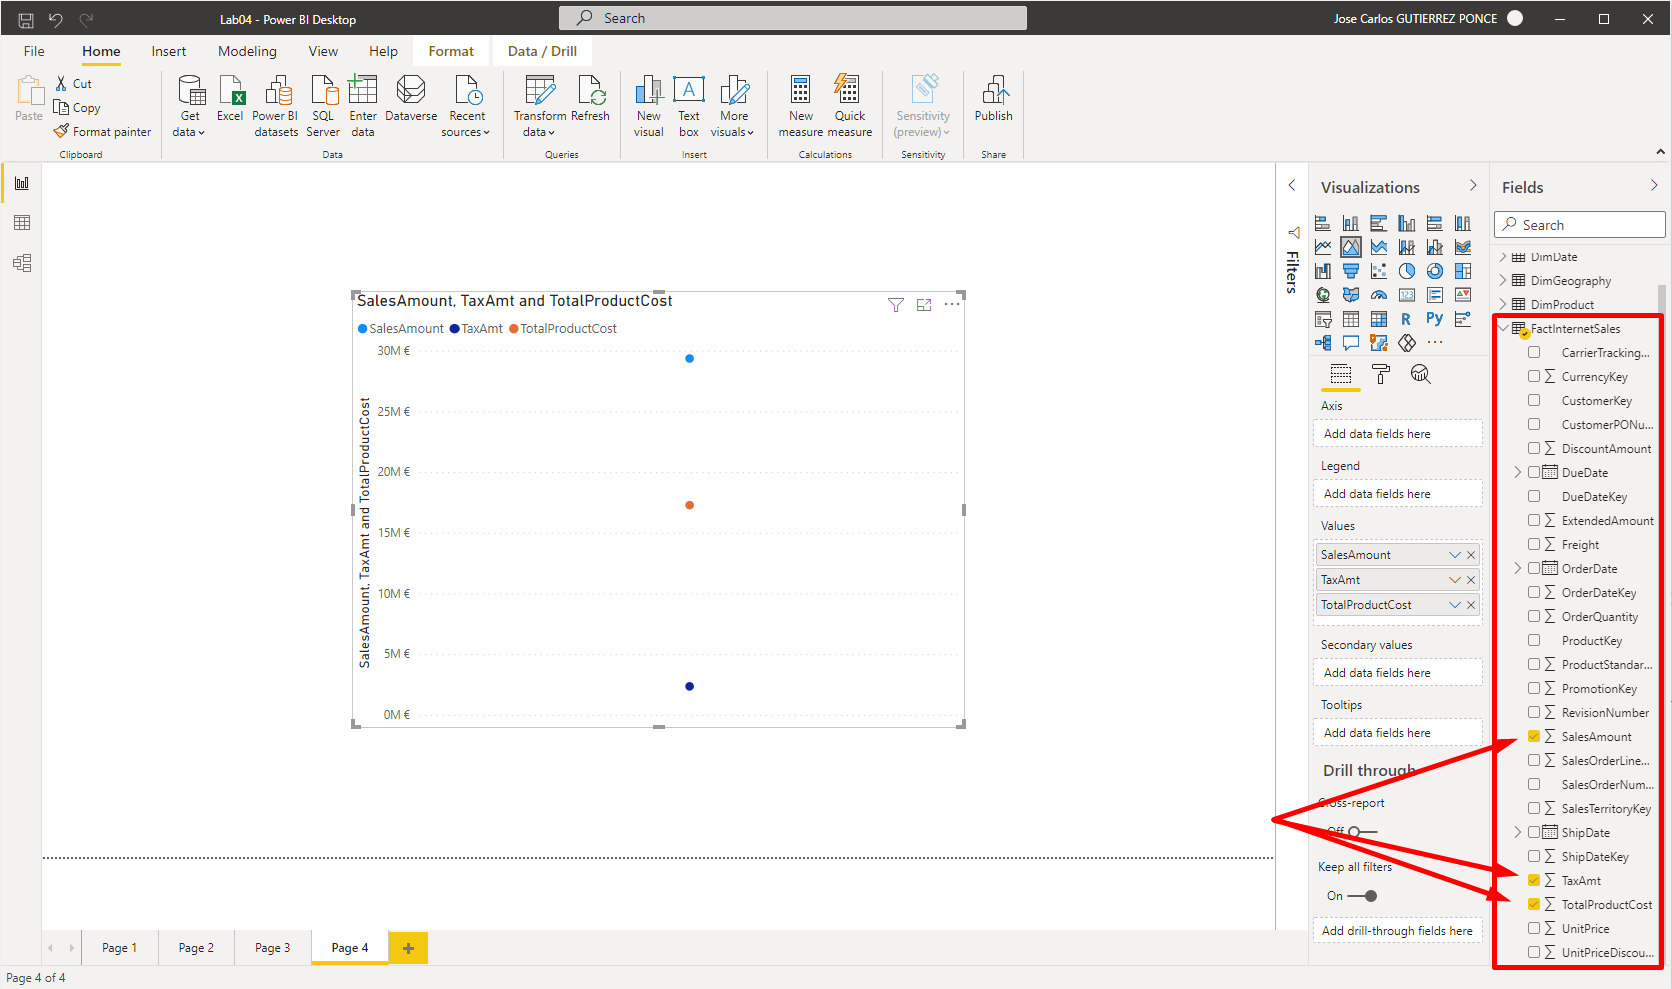 Lab04 - Power BI Desktop
Search
Jose Carlos GUTIERREZ PONCE
File
Home
Insert
Modeling
View
Help
Format
Data / Drill
Paste
Cut
Copy
Format painter
Clipboard
Get data
Excel
Power BI datasets
SQL Server
Enter data
Dataverse
Recent sources
Data
Transform data
Refresh
Queries
New visual
Text box
More visuals
Insert
New measure
Quick measure
Calculations
Sensitivity (preview)
Sensitivity
Publish
Share
SalesAmount, TaxAmt and TotalProductCost
SalesAmount
TaxAmt
TotalProductCost
SalesAmount, TaxAmt and TotalProductCost
30M €
25M €
20M €
15M €
10M €
5M €
0M €
Filters
Visualizations
R
Py
123
Axis
Add data fields here
Legend
Add data fields here
Values
SalesAmount
TaxAmt
TotalProductCost
Secondary values
Add data fields here
Tooltips
Add data fields here
Drill through
Cross-report
Off
Keep all filters
On
Add drill-through fields here
Fields
Search
DimDate
DimGeography
DimProduct
FactInternetSales
CarrierTracking...
CurrencyKey
CustomerKey
CustomerPONu...
DiscountAmount
DueDate
DueDateKey
ExtendedAmount
Freight
OrderDate
OrderDateKey
OrderQuantity
ProductKey
ProductStandar...
PromotionKey
RevisionNumber
SalesAmount
SalesOrderLine...
SalesOrderNum...
SalesTerritoryKey
ShipDate
ShipDateKey
TaxAmt
TotalProductCost
UnitPrice
UnitPriceDiscou...
Page 1
Page 2
Page 3
Page 4
Page 4 of 4